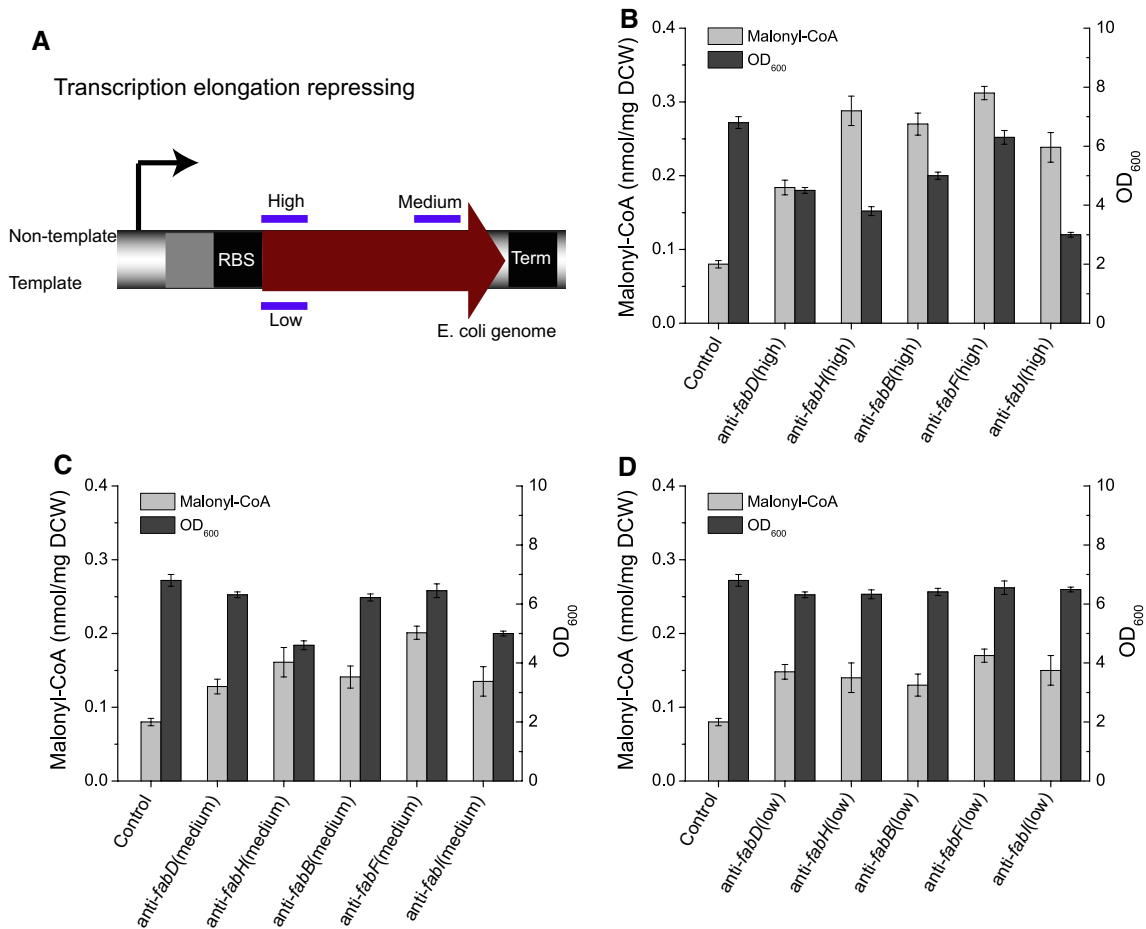 A
Transcription elongation repressing
High
Medium
Non-template
RBS
Term
Template
Low
E. coli genome
B
Malonyl-CoA
OD600
0.4
0.3
0.2
0.1
0.0
Malonyl-CoA (nmol/mg DCW)
10
8
6
4
2
0
OD600
Control
anti-fabD(high)
anti-fabH(high)
anti-fabB(high)
anti-fabF(high)
anti-fabI(high)
C
Malonyl-CoA
OD600
0.4
0.3
0.2
0.1
0.0
Malonyl-CoA (nmol/mg DCW)
10
8
6
4
2
0
OD600
Control
anti-fabD(medium)
anti-fabH(medium)
anti-fabB(medium)
anti-fabF(medium)
anti-fabI(medium)
D
Malonyl-CoA
OD600
0.4
0.3
0.2
0.1
0.0
Malonyl-CoA (nmol/mg DCW)
10
8
6
4
2
0
OD600
Control
anti-fabD(low)
anti-fabH(low)
anti-fabB(low)
anti-fabF(low)
anti-fabI(low)